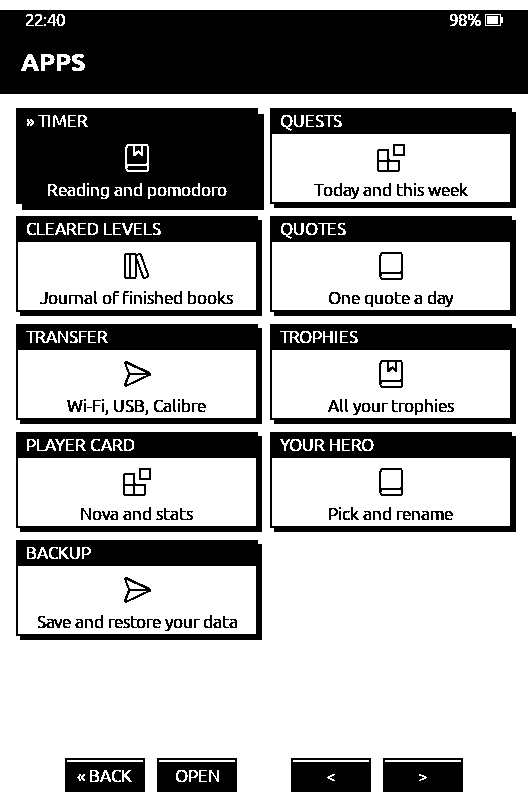 22:40
98%
APPS
» TIMER
Reading and pomodoro
QUESTS
Today and this week
CLEARED LEVELS
Journal of finished books
QUOTES
One quote a day
TRANSFER
Wi-Fi, USB, Calibre
TROPHIES
All your trophies
PLAYER CARD
Nova and stats
YOUR HERO
Pick and rename
BACKUP
Save and restore your data
« BACK
OPEN
<
>